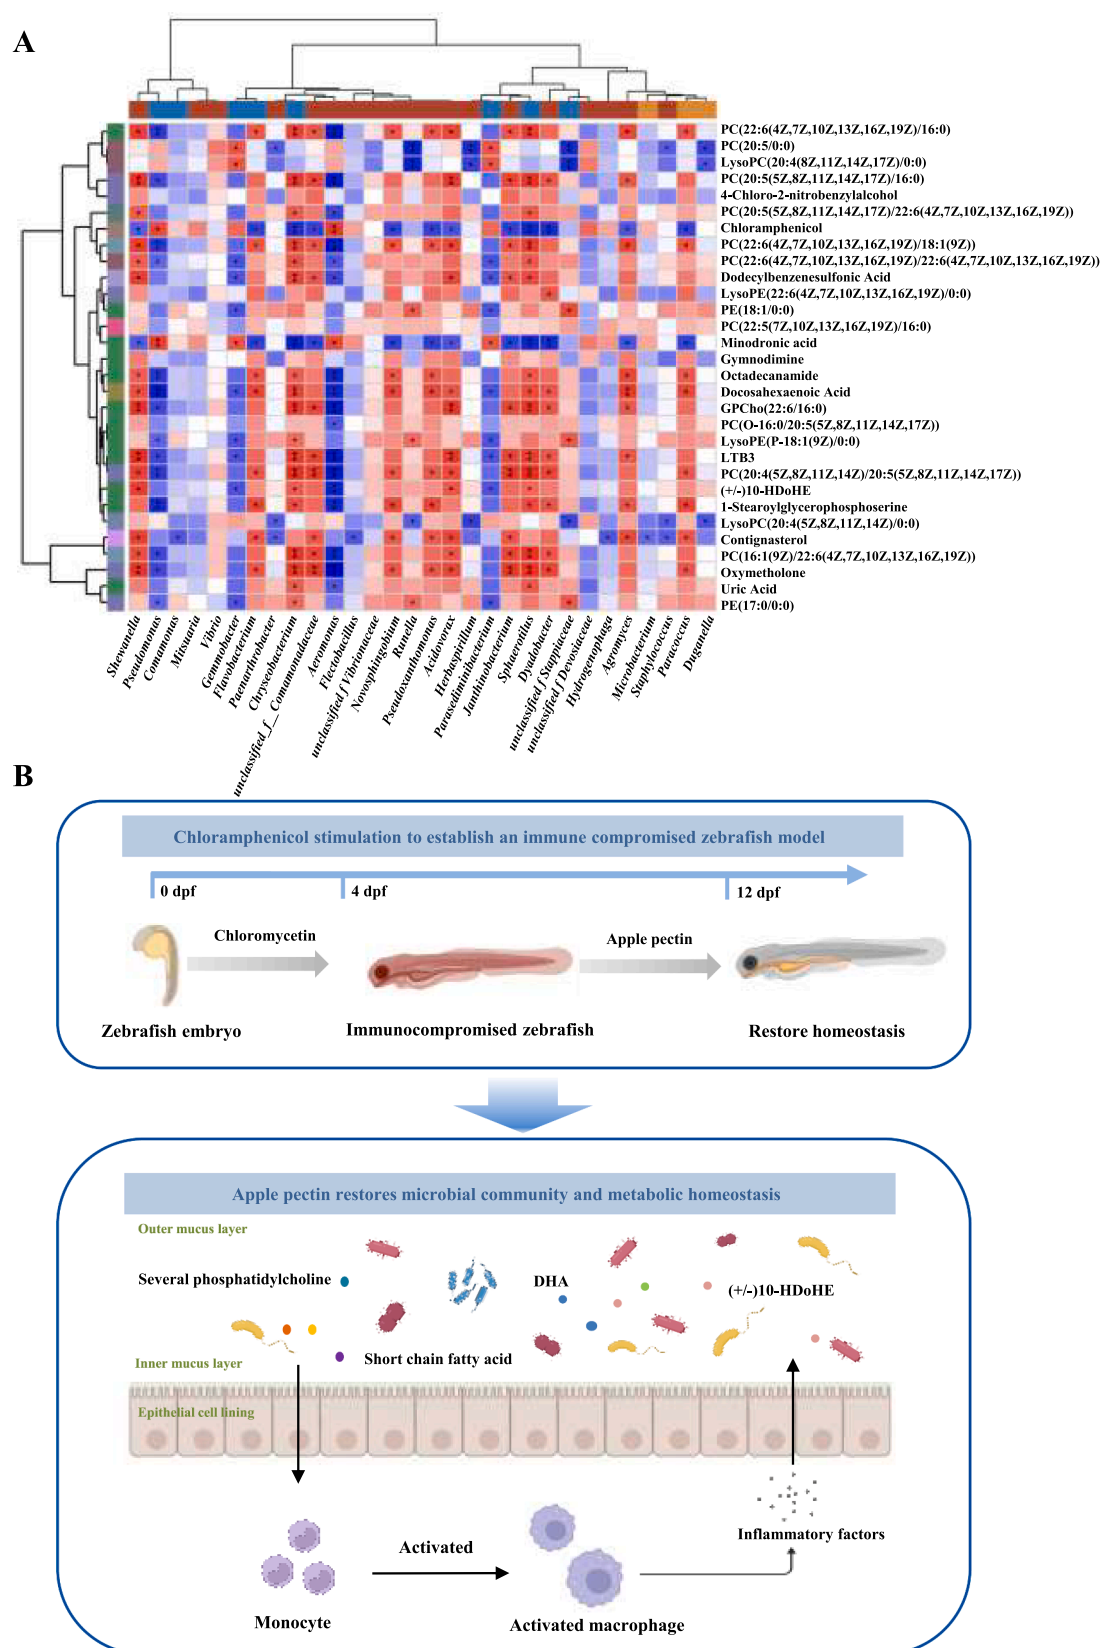 A
PC(22:6(4Z,7Z,10Z,13Z,16Z,19Z)/16:0)
PC(20:5/0:0)
LysoPC(20:4(8Z,11Z,14Z,17Z)/0:0)
PC(20:5(5Z,8Z,11Z,14Z,17Z)/16:0)
4-Chloro-2-nitrobenzylalcohol
PC(20:5(5Z,8Z,11Z,14Z,17Z)/22:6(4Z,7Z,10Z,13Z,16Z,19Z))
Chloramphenicol
PC(22:6(4Z,7Z,10Z,13Z,16Z,19Z)/18:1(9Z))
PC(22:6(4Z,7Z,10Z,13Z,16Z,19Z)/22:6(4Z,7Z,10Z,13Z,16Z,19Z))
Dodecylbenzenesulfonic Acid
LysoPE(22:6(4Z,7Z,10Z,13Z,16Z,19Z)/0:0)
PE(18:1/0:0)
PC(22:5(7Z,10Z,13Z,16Z,19Z)/16:0)
Minodronic acid
Gymnodimine
Octadecanamide
Docosahexaenoic Acid
GPCho(22:6/16:0)
PC(O-16:0/20:5(5Z,8Z,11Z,14Z,17Z))
LysoPE(P-18:1(9Z)/0:0)
LTB3
PC(20:4(5Z,8Z,11Z,14Z)/20:5(5Z,8Z,11Z,14Z,17Z))
(+/-)10-HDoHE
1-Stearoylglycerophosphoserine
LysoPC(20:4(5Z,8Z,11Z,14Z)/0:0)
Contignasterol
PC(16:1(9Z)/22:6(4Z,7Z,10Z,13Z,16Z,19Z))
Oxymetholone
Uric Acid
PE(17:0/0:0)
Shewanella
Pseudomonas
Comamonas
Mitsuaria
Vibrio
Gemmobacter
Flavobacterium
Paenarthrobacter
Chryseobacterium
unclassified_f__Comamonadaceae
Aeromonas
Flectobacillus
unclassified f Vibrionaceae
Novosphingobium
Runella
Pseudoxanthomonas
Acidovorax
Herbaspirillum
Parasediminibacterium
Janthinobacterium
Sphaerotilus
Dyadobacter
unclassified f Stappiaceae
unclassified f Devosiaceae
Hydrogenophaga
Agromyces
Microbacterium
Staphylococcus
Paracoccus
Duganella
B
Chloramphenicol stimulation to establish an immune compromised zebrafish model
0 dpf
4 dpf
12 dpf
Chloromycetin
Apple pectin
Zebrafish embryo
Immunocompromised zebrafish
Restore homeostasis
Apple pectin restores microbial community and metabolic homeostasis
Outer mucus layer
Several phosphatidylcholine
DHA
(+/-)10-HDoHE
Short chain fatty acid
Inner mucus layer
Epithelial cell lining
Inflammatory factors
Activated
Monocyte
Activated macrophage